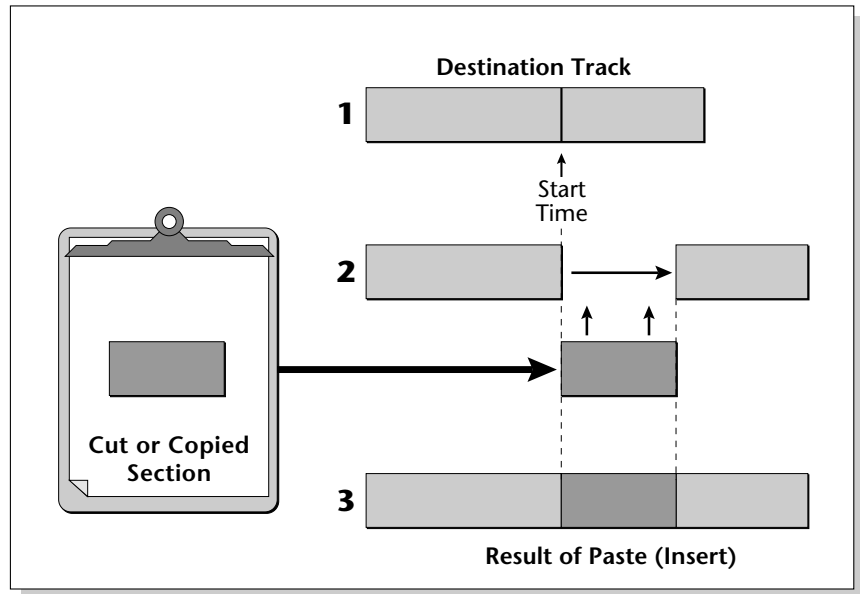 Destination Track
1
Start
Time
2
Cut or Copied
Section
3
Result of Paste (Insert)